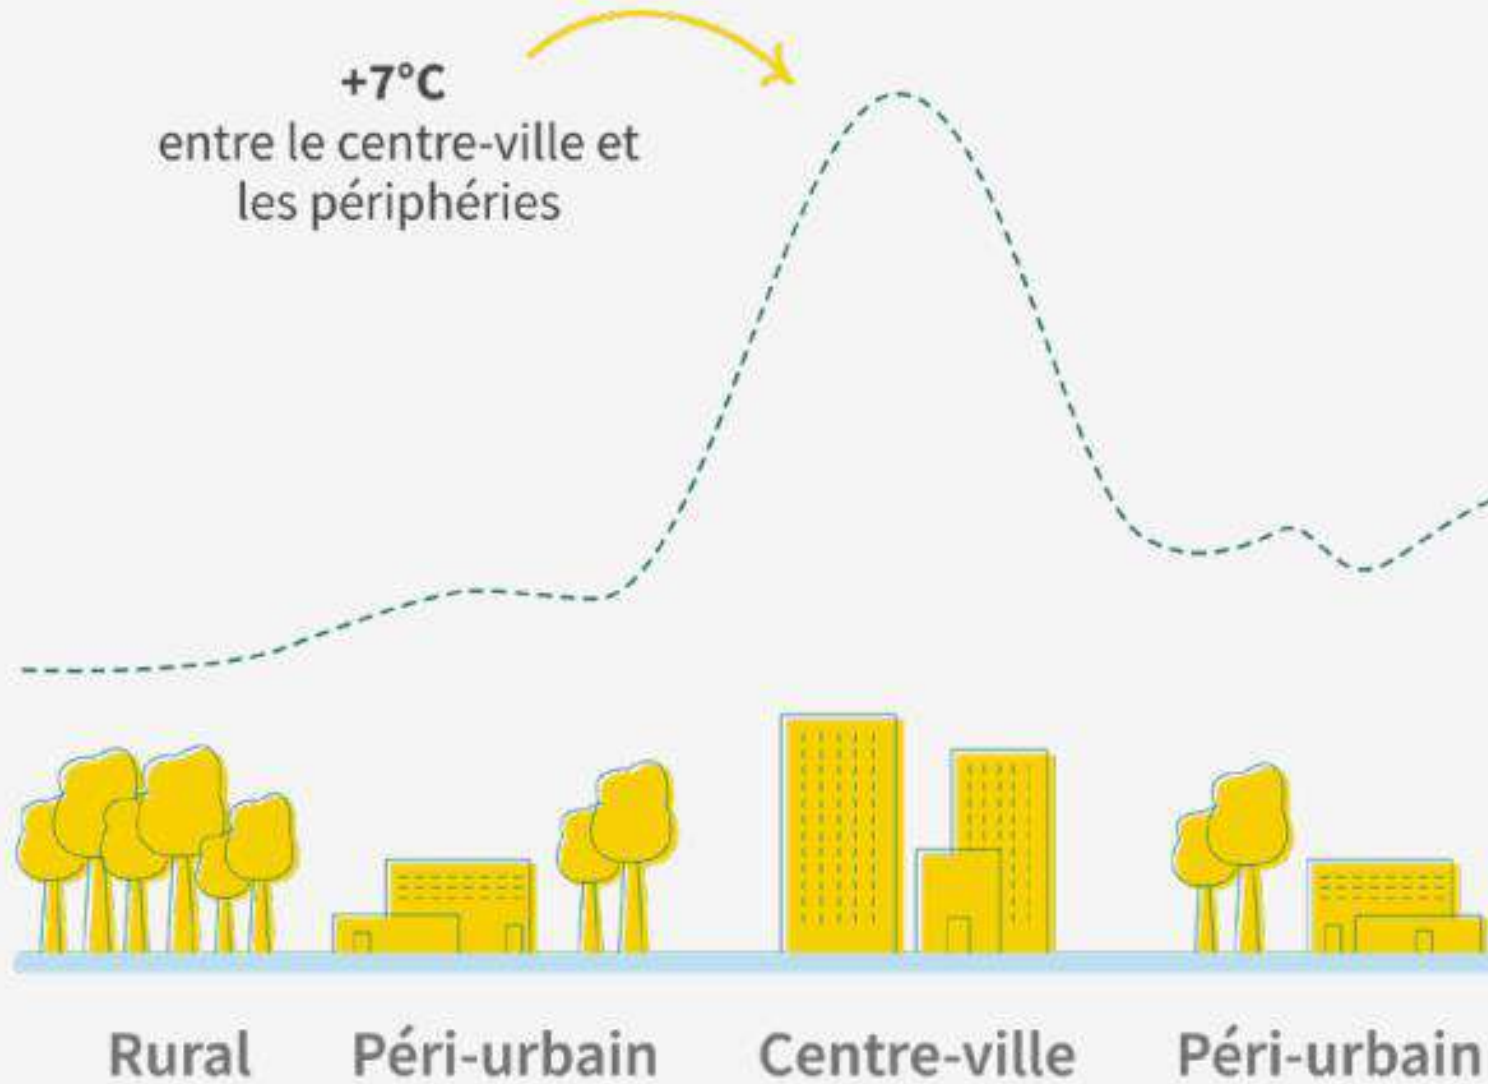 +7°C
entre le centre-ville et
les périphéries
Rural
Péri-urbain
Centre-ville
Péri-urbain